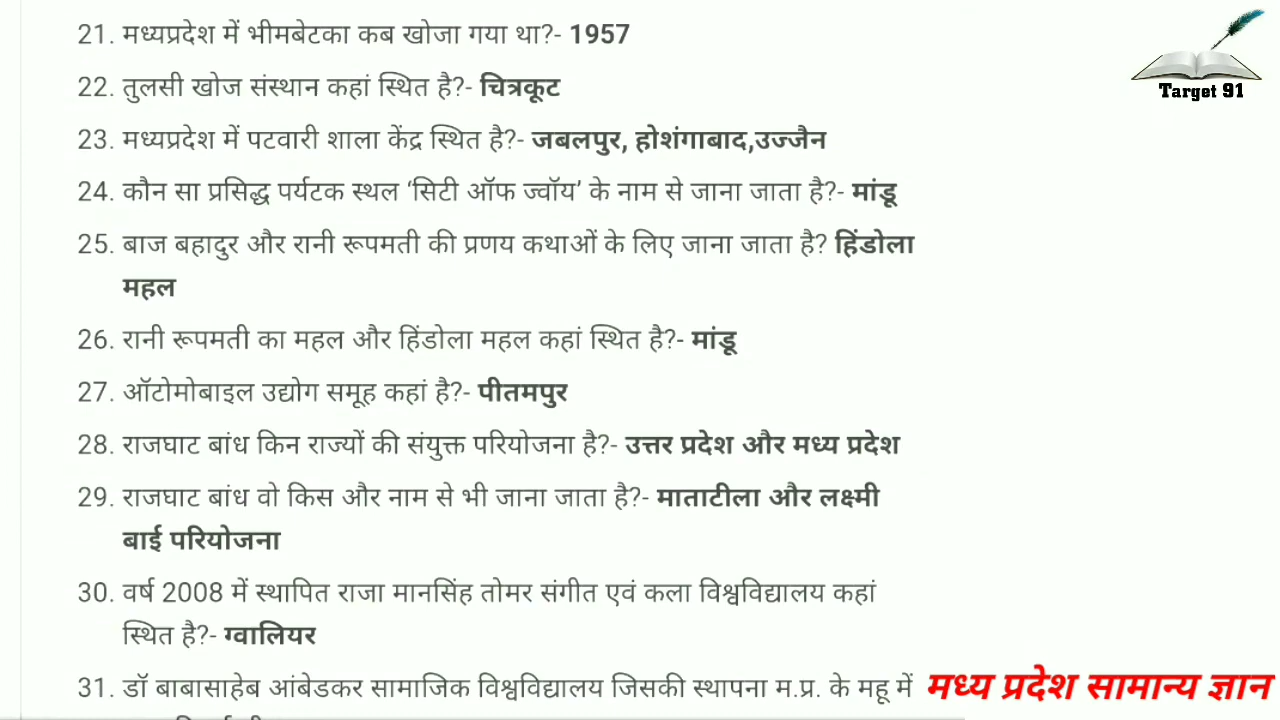 21. मध्यप्रदेश में भीमबेटका कब खोजा गया था?- 1957
22. तुलसी खोज संस्थान कहां स्थित है?- चित्रकूट
23. मध्यप्रदेश में पटवारी शाला केंद्र स्थित है?- जबलपुर, होशंगाबाद,उज्जैन
24. कौन सा प्रसिद्ध पर्यटक स्थल ‘सिटी ऑफ ज्वॉय’ के नाम से जाना जाता है?- मांडू
25. बाज बहादुर और रानी रूपमती की प्रणय कथाओं के लिए जाना जाता है? हिंडोला
महल
26. रानी रूपमती का महल और हिंडोला महल कहां स्थित है?- मांडू
27. ऑटोमोबाइल उद्योग समूह कहां है?- पीतमपुर
28. राजघाट बांध किन राज्यों की संयुक्त परियोजना है?- उत्तर प्रदेश और मध्य प्रदेश
29. राजघाट बांध वो किस और नाम से भी जाना जाता है?- माताटीला और लक्ष्मी
बाई परियोजना
30. वर्ष 2008 में स्थापित राजा मानसिंह तोमर संगीत एवं कला विश्वविद्यालय कहां
स्थित है?- ग्वालियर
31. डॉ बाबासाहेब आंबेडकर सामाजिक विश्वविद्यालय जिसकी स्थापना म.प्र. के महू में
Target 91
मध्य प्रदेश सामान्य ज्ञान